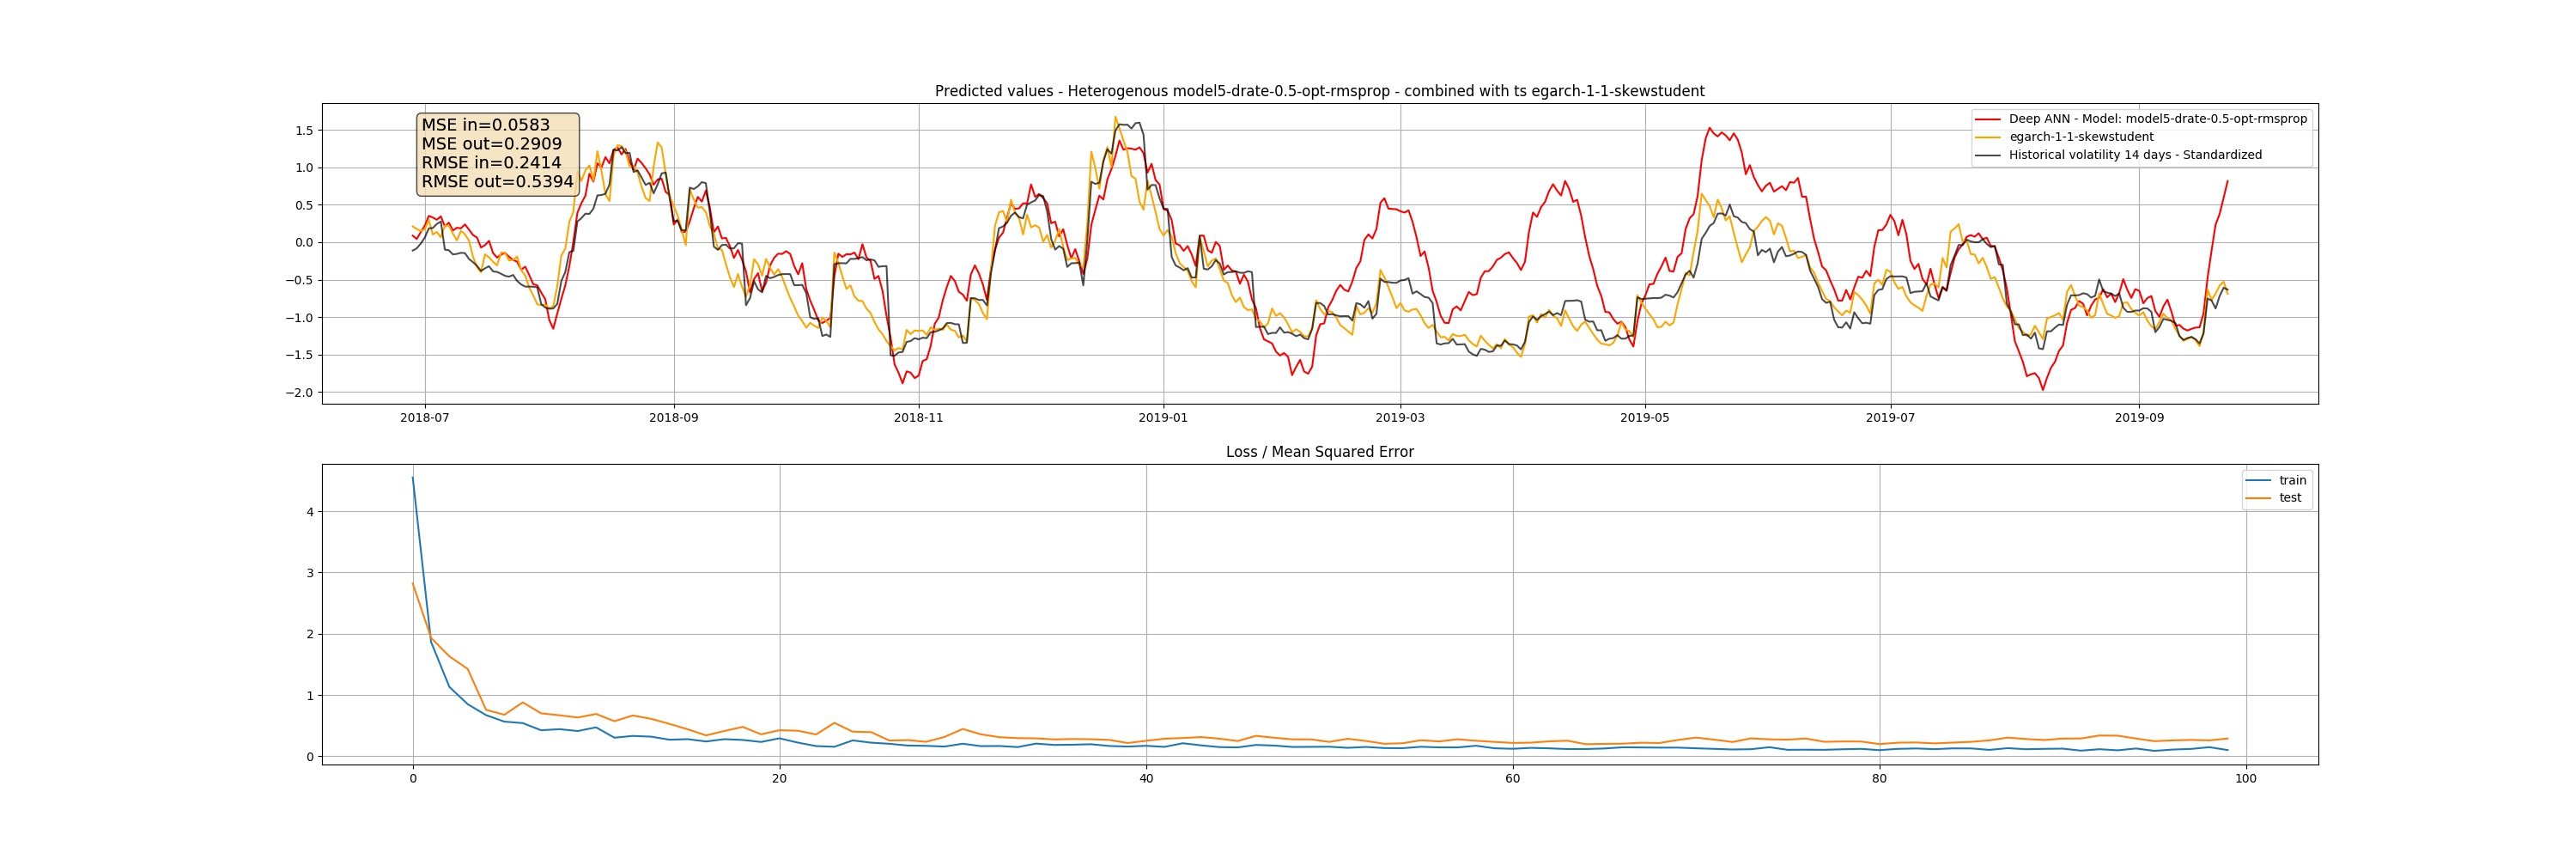 Predicted values - Heterogenous model5-drate-0.5-opt-rmsprop - combined with ts egarch-1-1-skewstudent
MSE in=0.0583
MSE out=0.2909
RMSE in=0.2414
RMSE out=0.5394
Deep ANN - Model: model5-drate-0.5-opt-rmsprop
egarch-1-1-skewstudent
Historical volatility 14 days - Standardized
1.5
1.0
0.5
0.0
−0.5
−1.0
−1.5
−2.0
2018-07 2018-09 2018-11 2019-01 2019-03 2019-05 2019-07 2019-09
Loss / Mean Squared Error
train
test
4
3
2
1
0
0 20 40 60 80 100